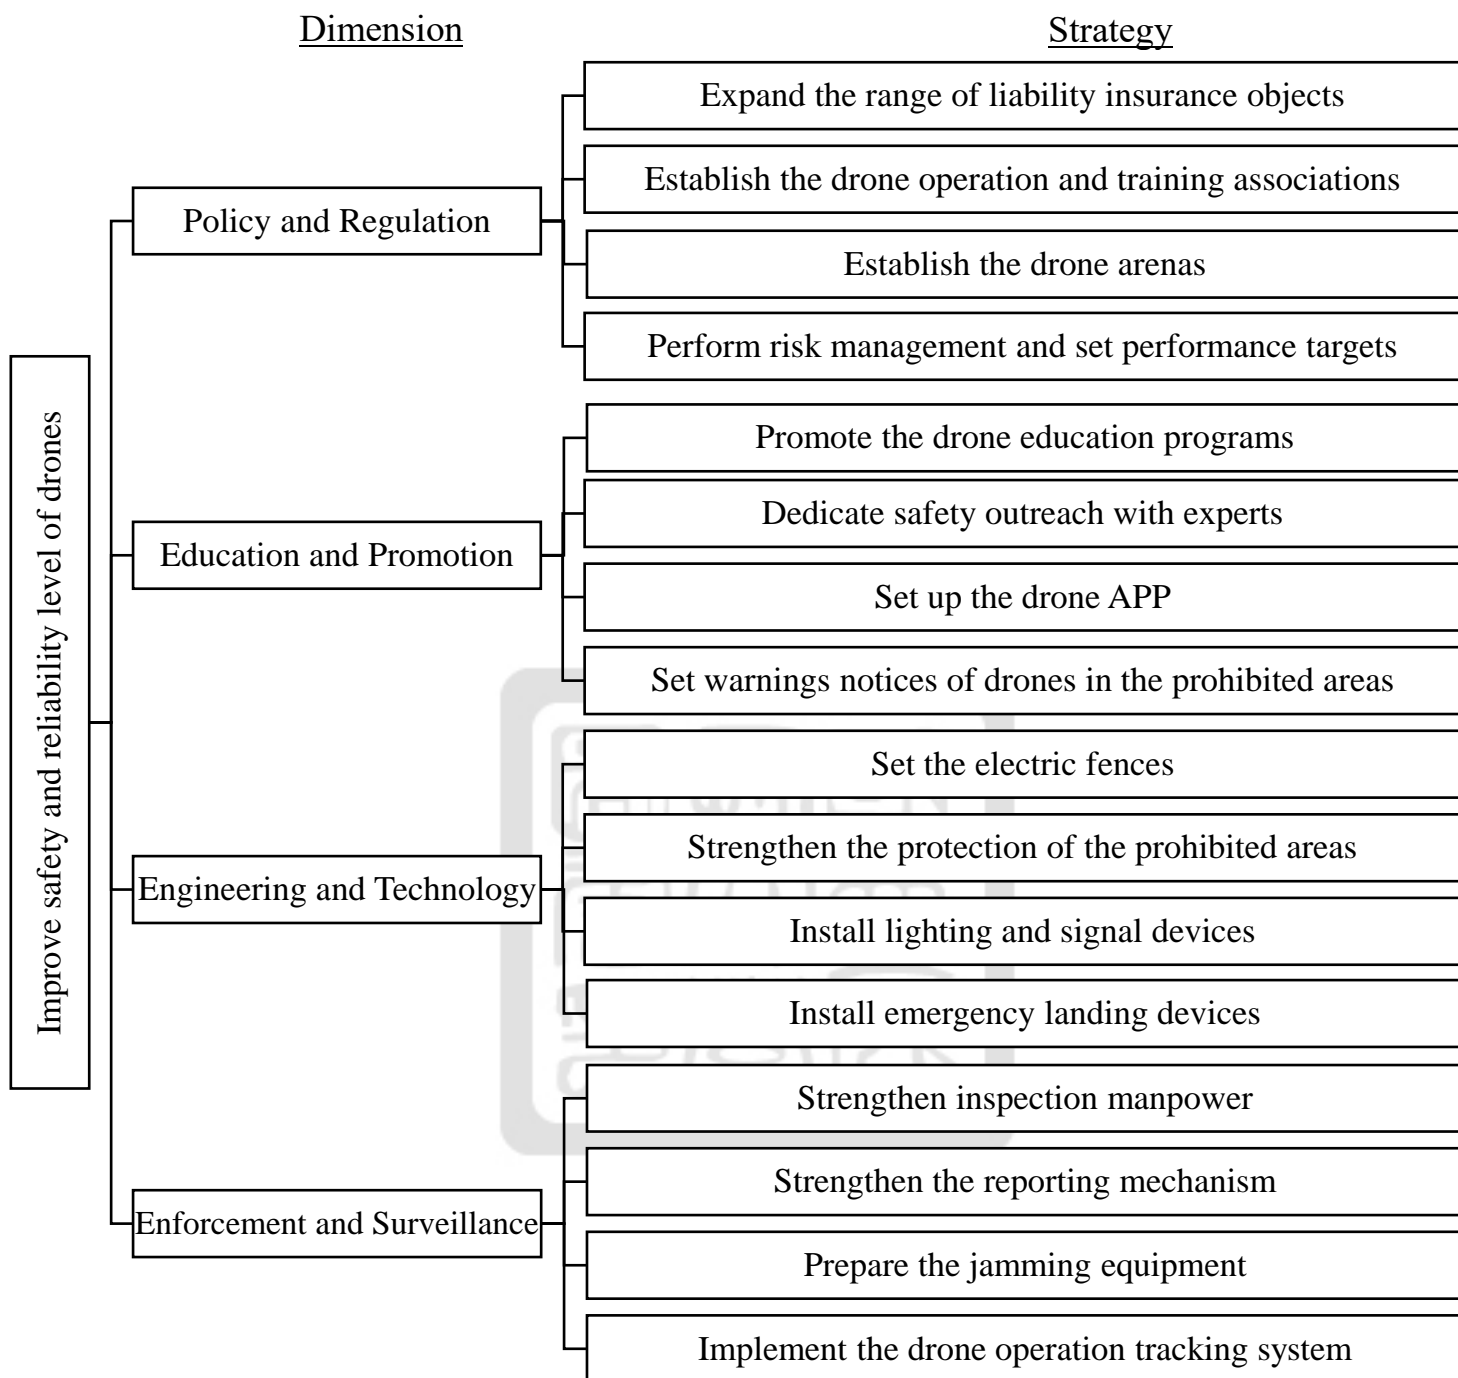 Dimension
Strategy
Improve safety and reliability level of drones
Policy and Regulation
Expand the range of liability insurance objects
Establish the drone operation and training associations
Establish the drone arenas
Perform risk management and set performance targets
Education and Promotion
Promote the drone education programs
Dedicate safety outreach with experts
Set up the drone APP
Set warnings notices of drones in the prohibited areas
Engineering and Technology
Set the electric fences
Strengthen the protection of the prohibited areas
Install lighting and signal devices
Install emergency landing devices
Enforcement and Surveillance
Strengthen inspection manpower
Strengthen the reporting mechanism
Prepare the jamming equipment
Implement the drone operation tracking system